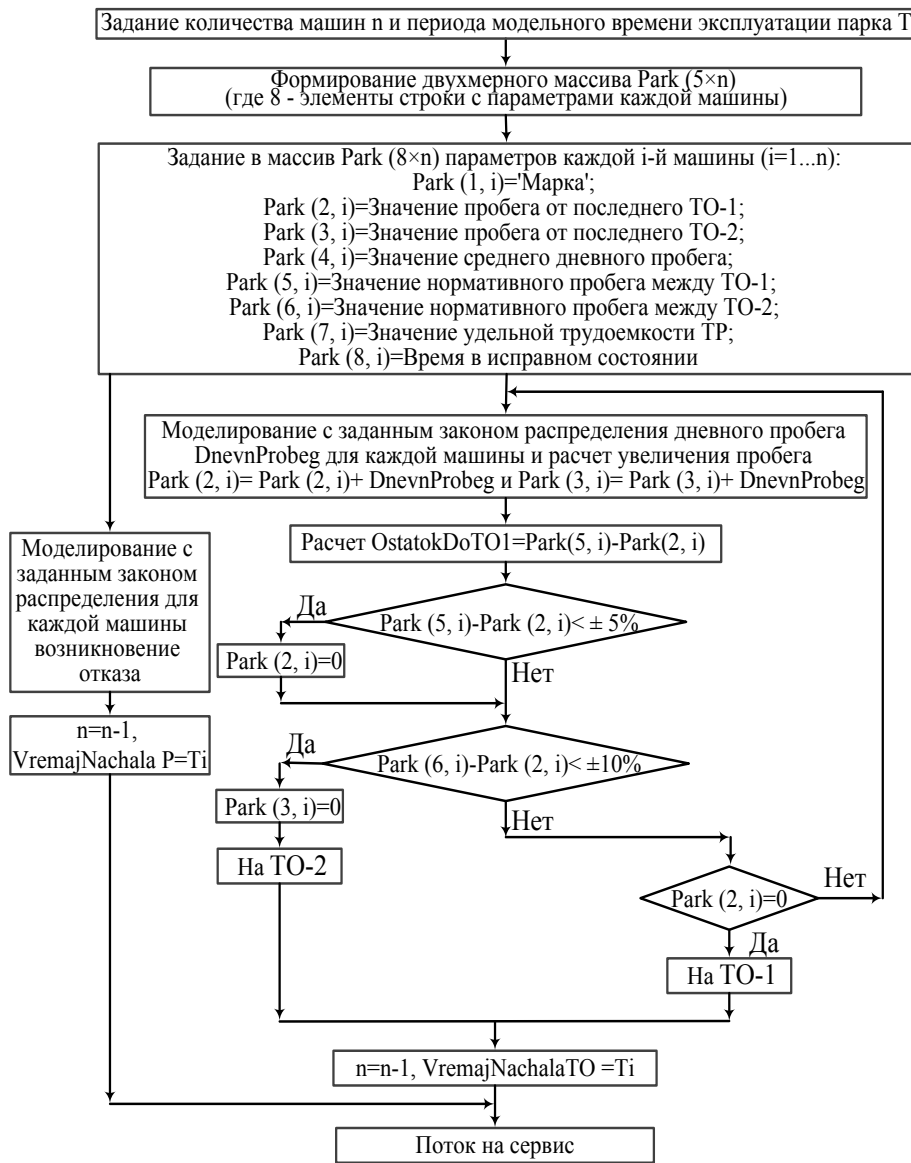 Задание количества машин n и периода модельного времени эксплуатации парка T
Формирование двухмерного массива Park (5×n)
(где 8 - элементы строки с параметрами каждой машины)
Задание в массив Park (8×n) параметров каждой i-й машины (i=1...n):
Park (1, i)='Марка';
Park (2, i)=Значение пробега от последнего ТО-1;
Park (3, i)=Значение пробега от последнего ТО-2;
Park (4, i)=Значение среднего дневного пробега;
Park (5, i)=Значение нормативного пробега между ТО-1;
Park (6, i)=Значение нормативного пробега между ТО-2;
Park (7, i)=Значение удельной трудоемкости ТР;
Park (8, i)=Время в исправном состоянии
Моделирование с заданным законом распределения дневного пробега
DnevnProbeg для каждой машины и расчет увеличения пробега
Park (2, i)= Park (2, i)+ DnevnProbeg и Park (3, i)= Park (3, i)+ DnevnProbeg
Расчет OstatokDoTO1=Park(5, i)-Park(2, i)
Моделирование с
заданным законом
распределения для
каждой машины
возникновение
отказа
Да
Park (5, i)-Park (2, i)< ± 5%
Park (2, i)=0
Нет
n=n-1,
VremajNachala P=Ti
Да
Park (6, i)-Park (2, i)< ±10%
Park (3, i)=0
Нет
На ТО-2
Park (2, i)=0
Нет
Да
На ТО-1
n=n-1, VremajNachalaTO =Ti
Поток на сервис